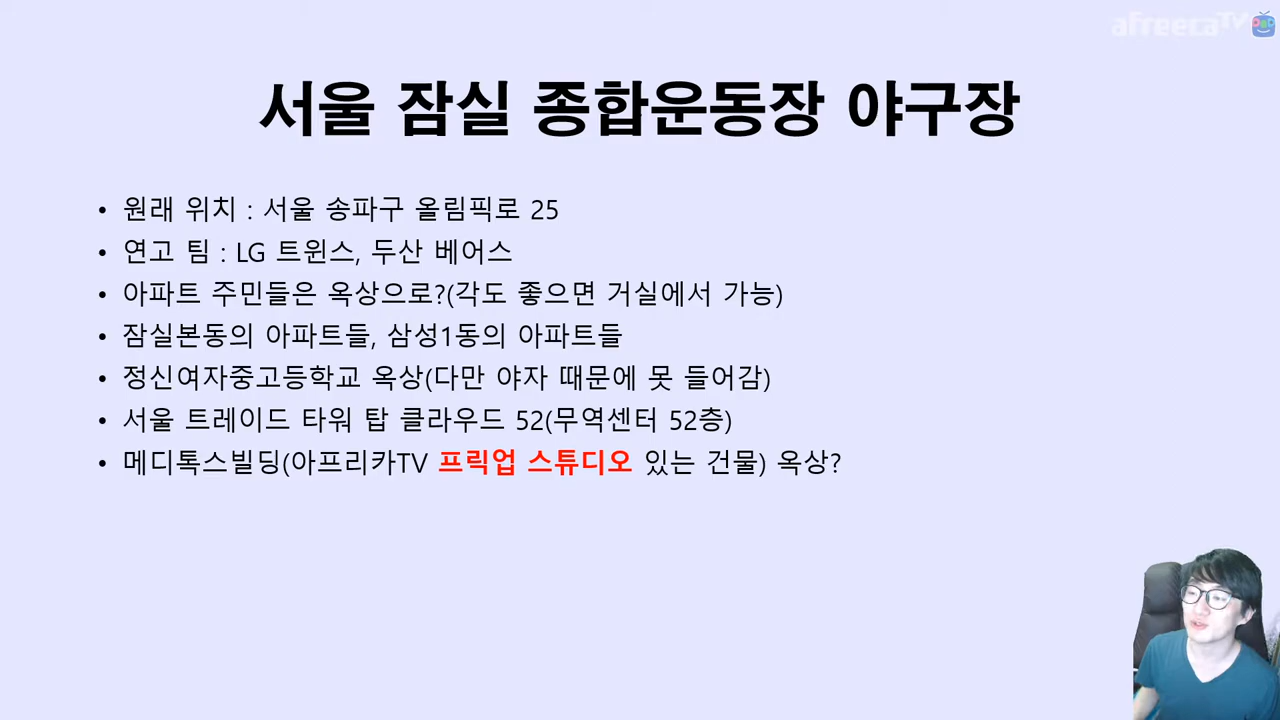 afreecaTV
서울 잠실 종합운동장 야구장
• 원래 위치 : 서울 송파구 올림픽로 25
• 연고 팀 : LG 트윈스, 두산 베어스
• 아파트 주민들은 옥상으로?(각도 좋으면 거실에서 가능)
• 잠실본동의 아파트들, 삼성1동의 아파트들
• 정신여자중고등학교 옥상(다만 야자 때문에 못 들어감)
• 서울 트레이드 타워 탑 클라우드 52(무역센터 52층)
• 메디톡스빌딩(아프리카TV 프릭업 스튜디오 있는 건물) 옥상?